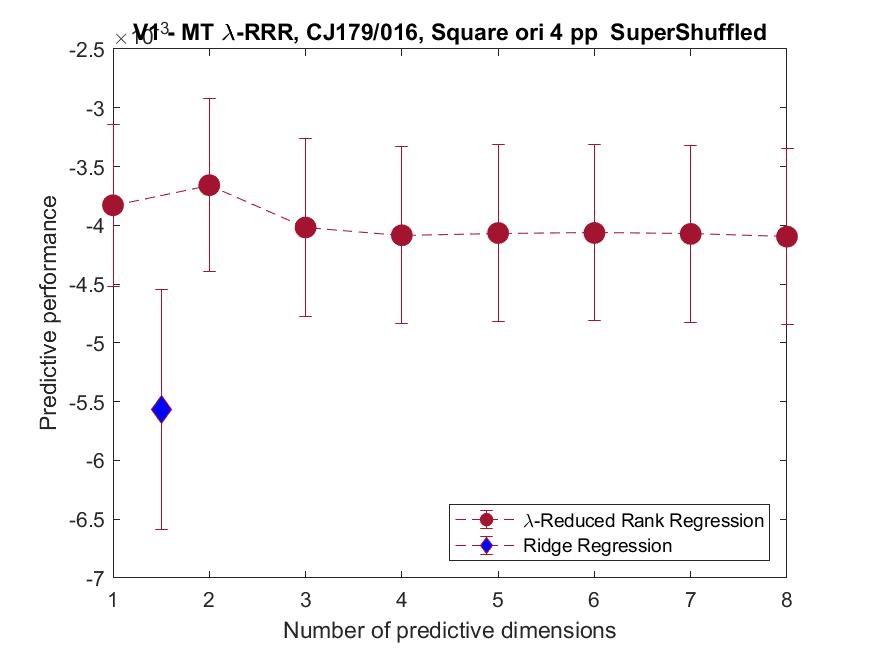 V1 - MT λ-RRR, CJ179/016, Square ori 4 pp SuperShuffled
-2.5
-3
-3.5
-4
-4.5
-5
-5.5
-6
-6.5
-7
Predictive performance
λ-Reduced Rank Regression
Ridge Regression
1 2 3 4 5 6 7 8
Number of predictive dimensions